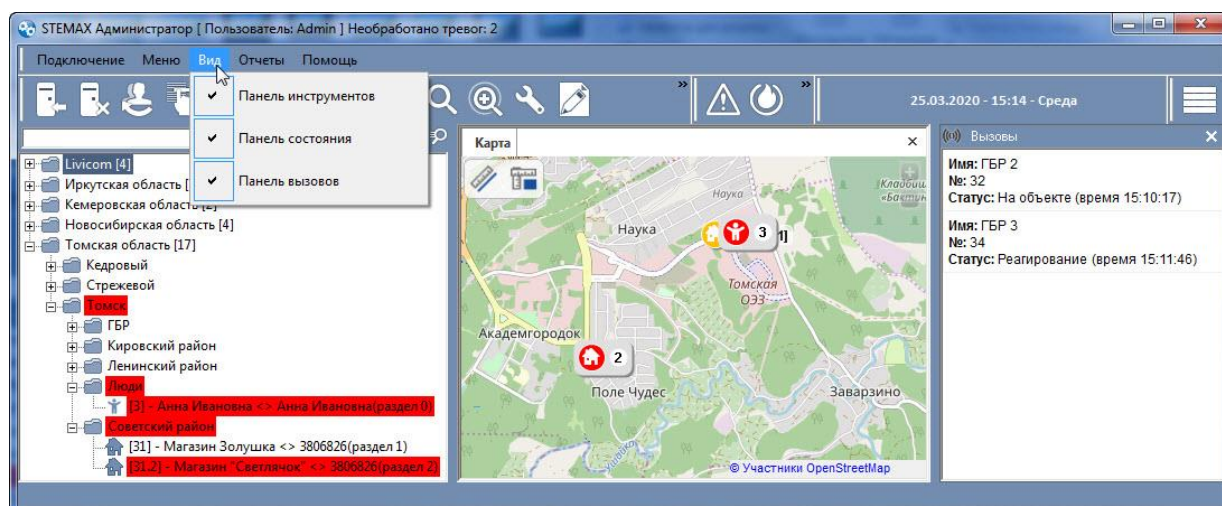 STEMAX Администратор [ Пользователь: Admin ] Необработано тревог: 2
Подключение Меню Вид Отчеты Помощь
Панель инструментов
Панель состояния
Панель вызовов
25.03.2020 - 15:14 - Среда
Livicom [4]
Иркутская область [
Кемеровская область [2]
Новосибирская область [4]
Томская область [17]
Кедровый
Стрежевой
Томск
ГБР
Кировский район
Ленинский район
Люди
[3] - Анна Ивановна <> Анна Ивановна(раздел 0)
Советский район
[31] - Магазин Золушка <> 3806826(раздел 1)
[31.2] - Магазин "Светлячок" <> 3806826(раздел 2)
Карта
Наука
Наука
3
1]
Томская
ОЭЗ
Академгородок
2
Поле Чудес
Заварзино
© Участники OpenStreetMap
Вызовы
Имя: ГБР 2
№: 32
Статус: На объекте (время 15:10:17)
Имя: ГБР 3
№: 34
Статус: Реагирование (время 15:11:46)